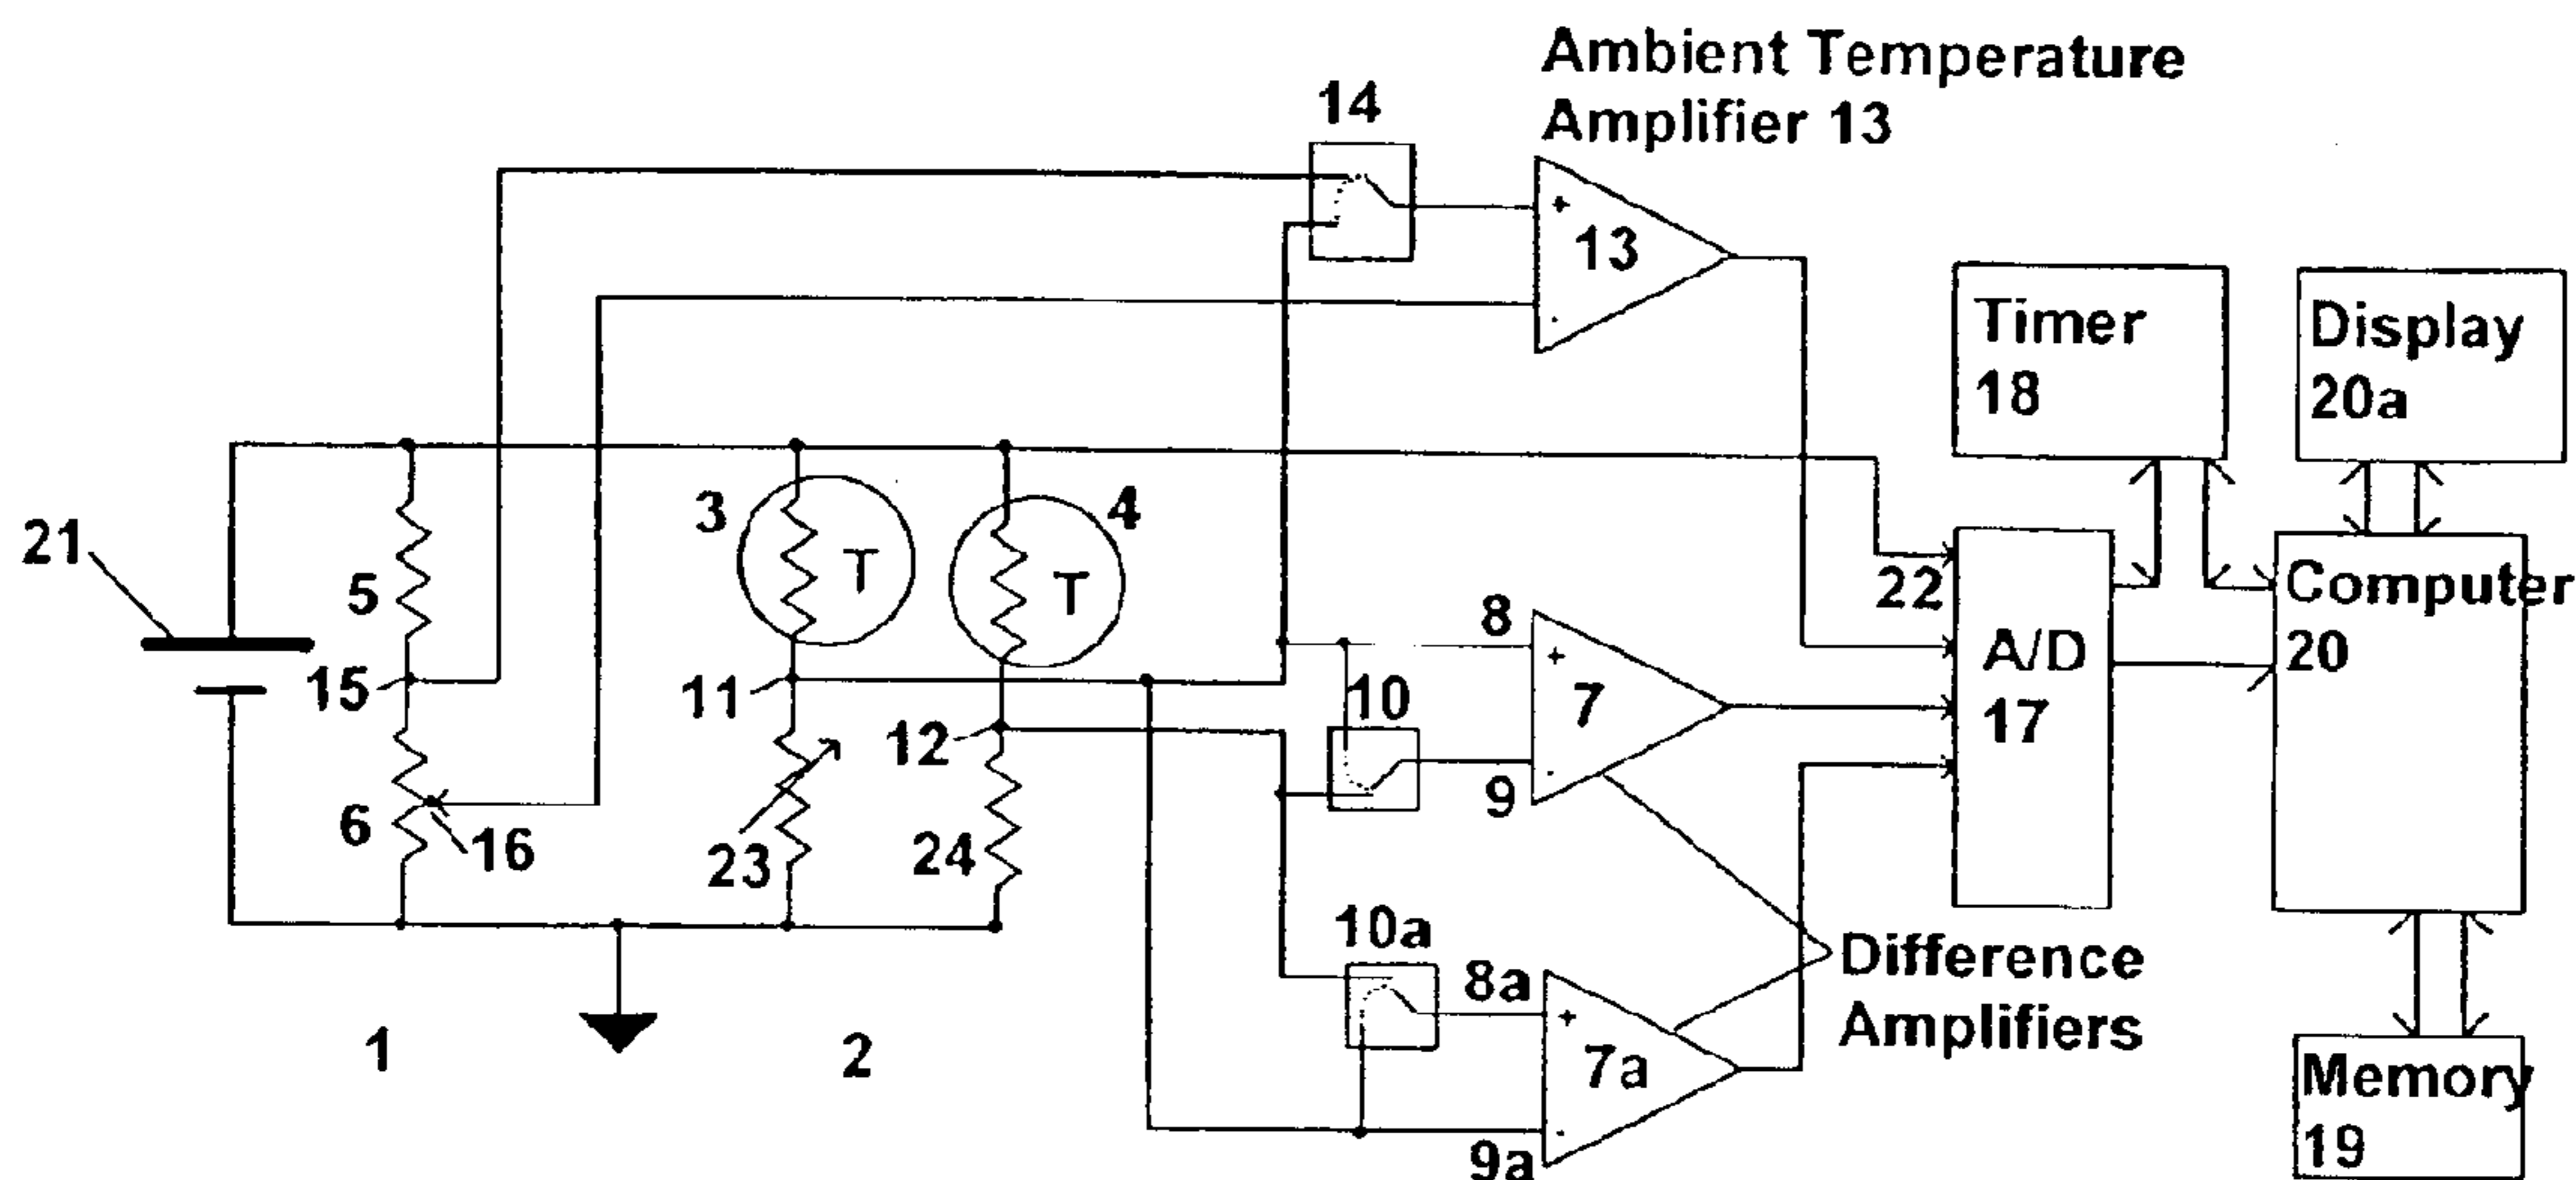 Ambient Temperature
Amplifier 13
14
+
13
-
Timer
18
Display
20a
21
5
15
6
16
3
T
4
T
11
12
23
24
8
+
10
7
9
-
22
A/D
17
Computer
20
10a
8a
+
7a
-
9a
Difference
Amplifiers
1
2
Memory
19